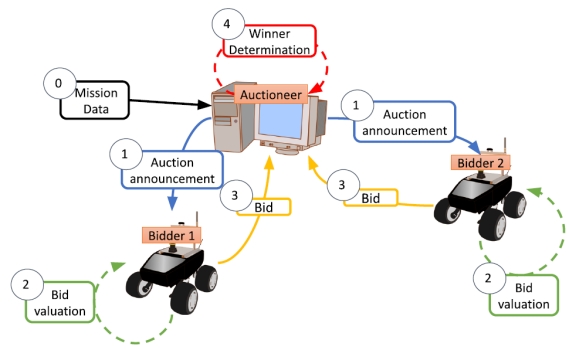 4
Winner
Determination
0
Mission
Data
Auctioneer
1
Auction
announcement
1
Auction
announcement
Bidder 2
3
Bid
3
Bid
Bidder 1
2
Bid
valuation
2
Bid
valuation